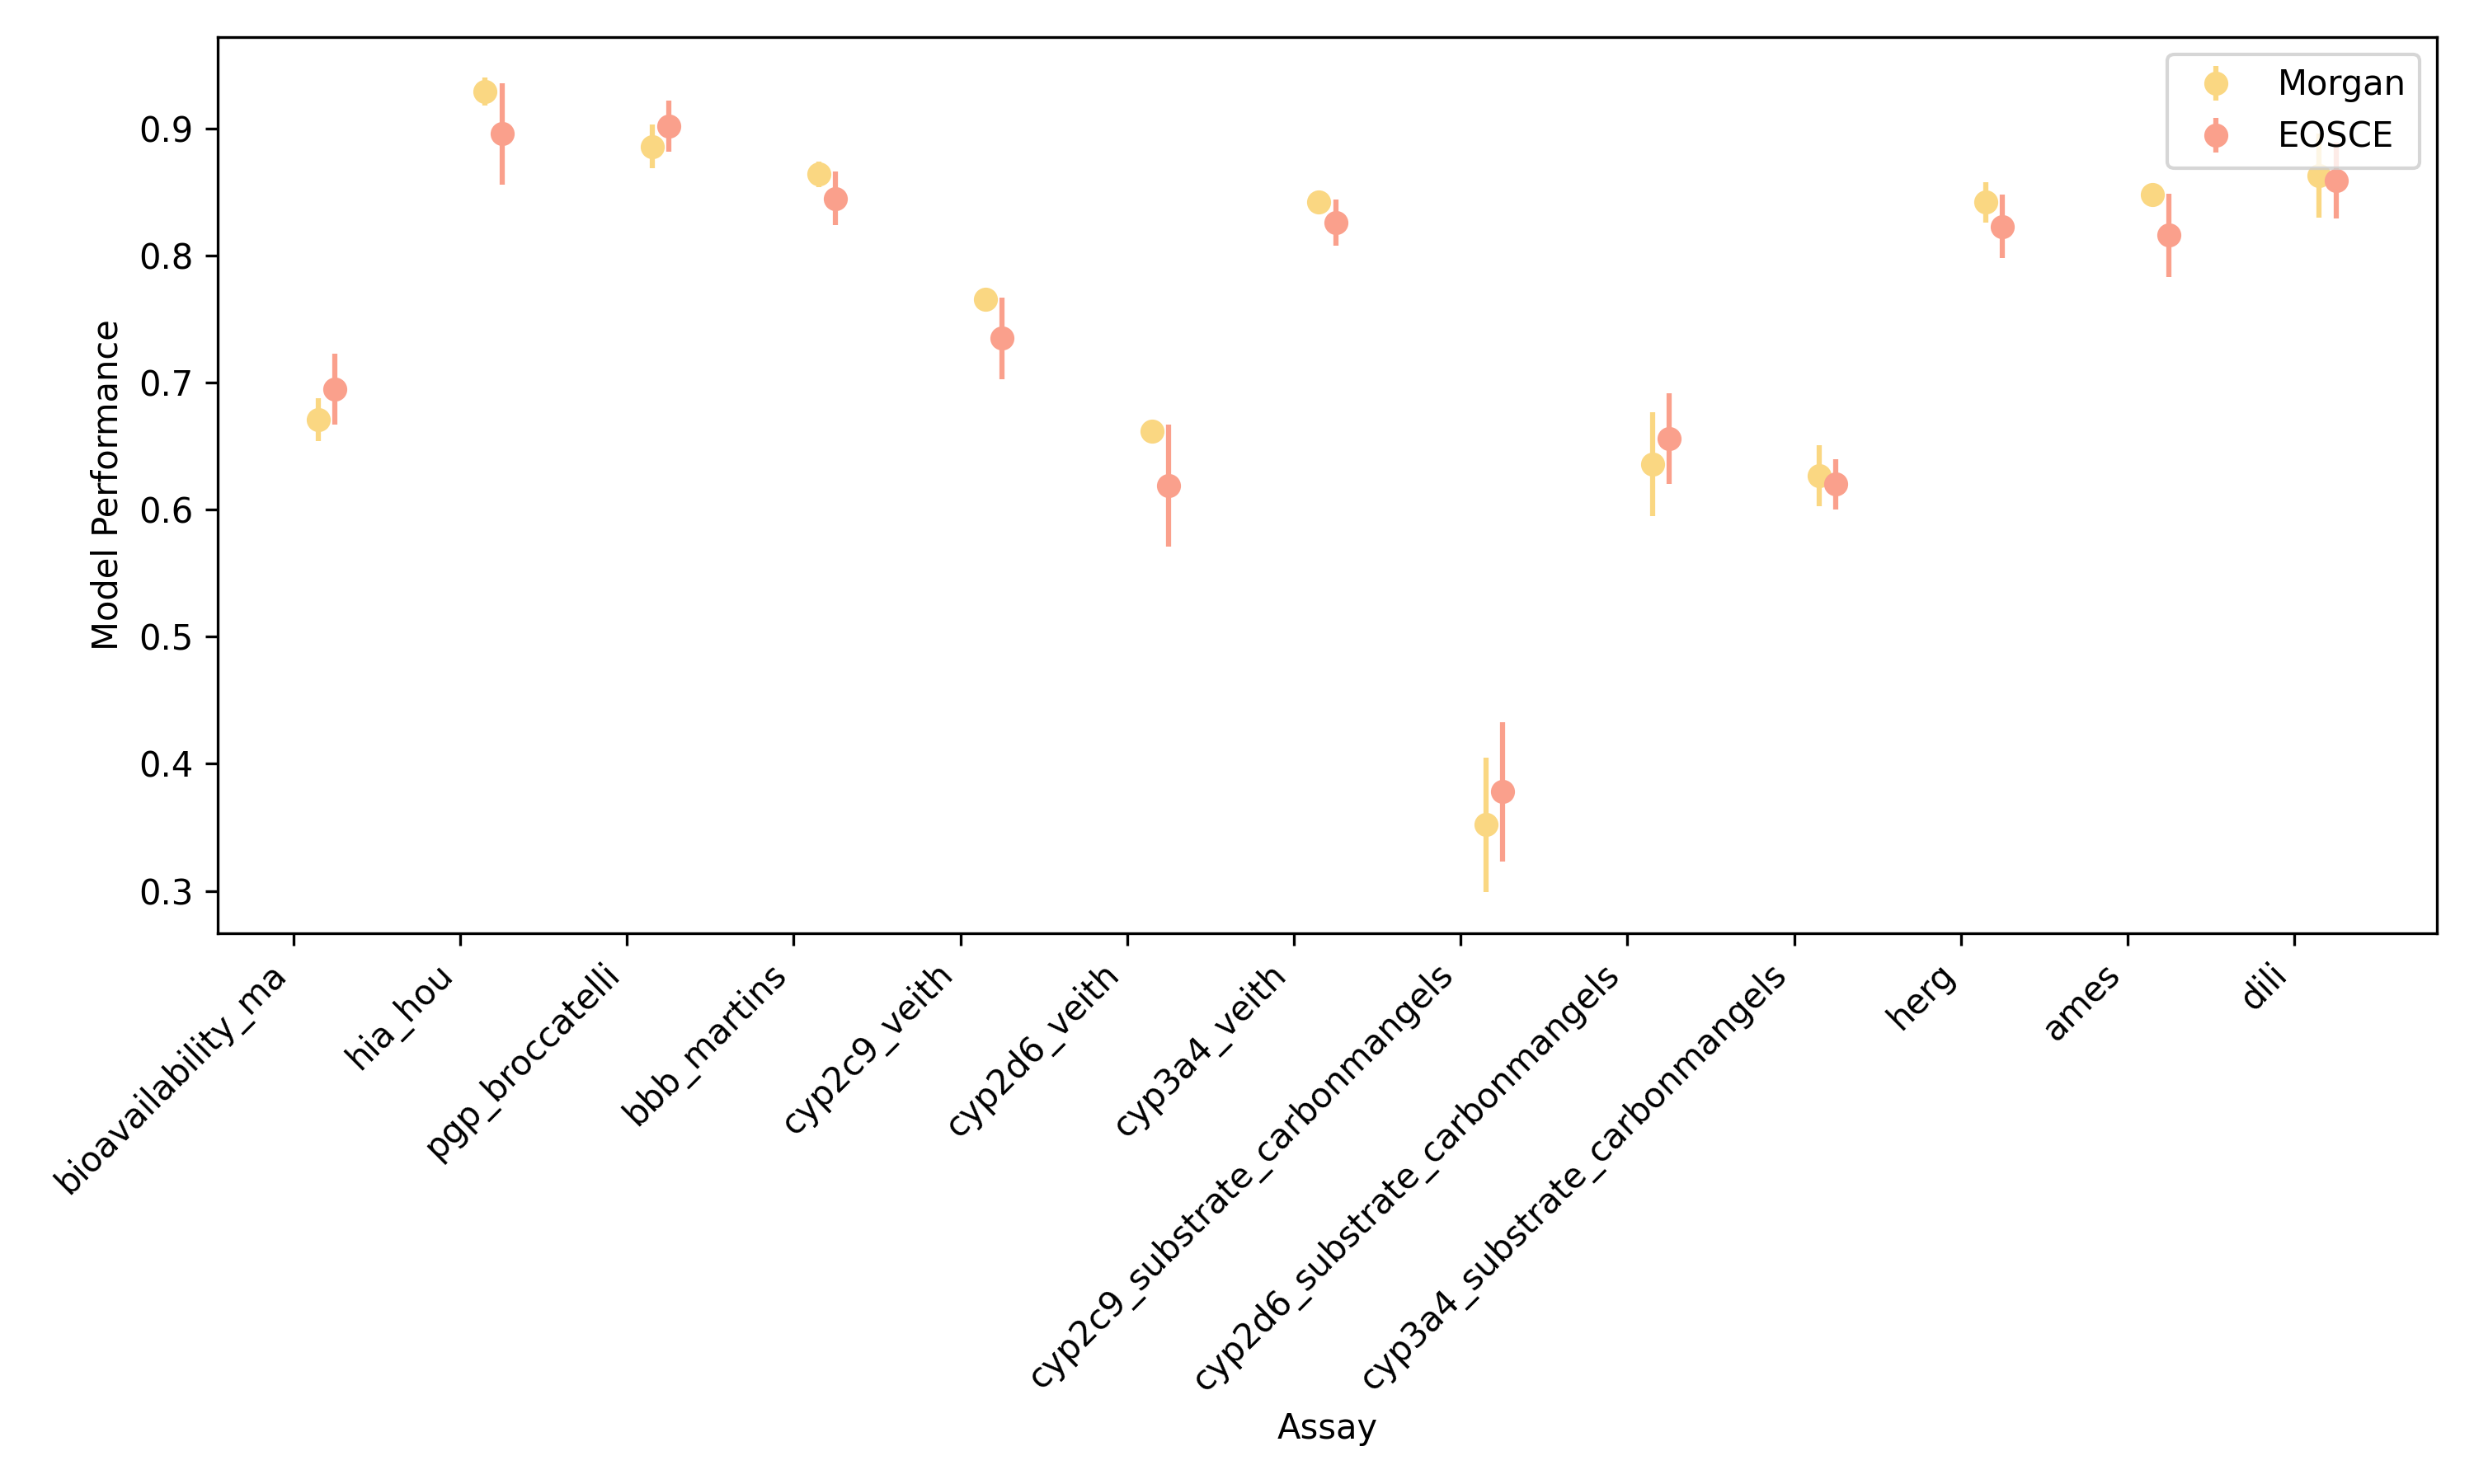 Morgan
EOSCE
Model Performance
0.9
0.8
0.7
0.6
0.5
0.4
0.3
bioavailability_ma
hia_hou
pgp_broccatelli
bbb_martins
cyp2c9_veith
cyp2d6_veith
cyp3a4_veith
cyp2c9_substrate_carbonmangels
cyp2d6_substrate_carbonmangels
cyp3a4_substrate_carbonmangels
herg
ames
dili
Assay